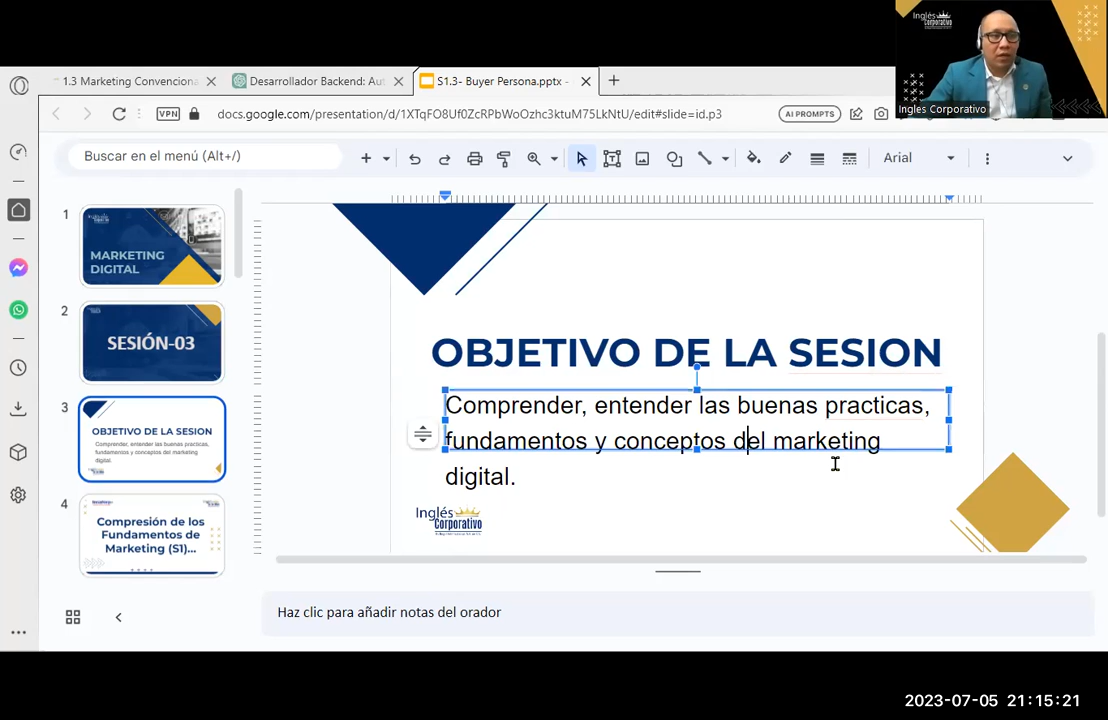 Inglés
Corporativo
Ingles Corporativo
1.3 Marketing Convenciona
Desarrollador Backend: Aut
S1.3- Buyer Persona.pptx -
VPN
docs.google.com/presentation/d/1XTqFO8Uf0ZcRPbWoOzhc3ktuM75LkNtU/edit#slide=id.p3
AI PROMPTS
Buscar en el menú (Alt+/)
Arial
1
MARKETING
DIGITAL
2
SESIÓN-03
3
OBJETIVO DE LA SESION
Comprender, entender las buenas practicas,
fundamentos y conceptos del marketing
digital.
4
Compresión de los
Fundamentos de
Marketing (S1)...
OBJETIVO DE LA SESION
Comprender, entender las buenas practicas,
fundamentos y conceptos del marketing
digital.
Inglés
Corporativo
Haz clic para añadir notas del orador
2023-07-05 21:15:21